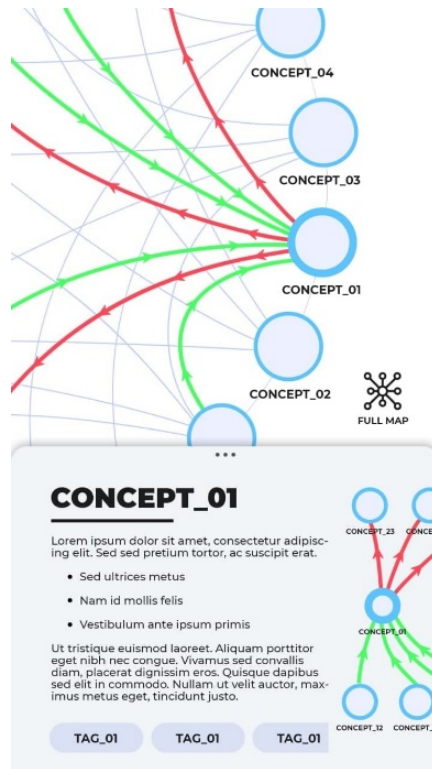 CONCEPT_04
CONCEPT_03
CONCEPT_01
CONCEPT_02
FULL MAP
CONCEPT_01
Lorem ipsum dolor sit amet, consectetur adipisc-
ing elit. Sed sed pretium tortor, ac suscipit erat.
• Sed ultrices metus
• Nam id mollis felis
• Vestibulum ante ipsum primis
Ut tristique euismod laoreet. Aliquam porttitor
eget nibh nec congue. Vivamus sed convallis
diam, placerat dignissim eros. Quisque dapibus
sed elit in commodo. Nullam ut velit auctor, max-
imus metus eget, tincidunt justo.
TAG_01
TAG_01
TAG_01
CONCEPT_23
CONCE
CONCEPT_01
CONCEPT_12
CONCEPT_